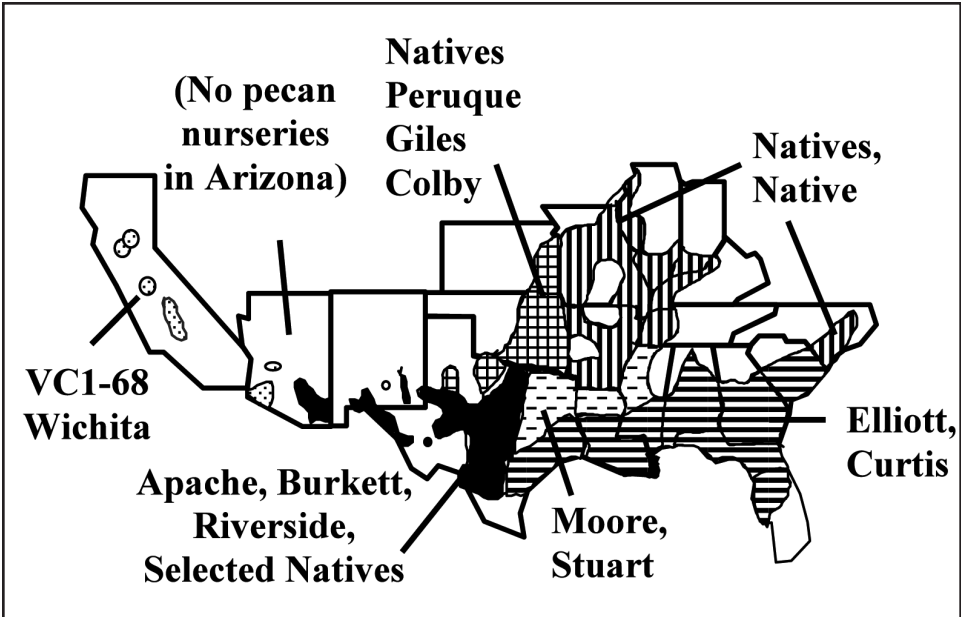 (No pecan
nurseries
in Arizona)
Natives
Peruque
Giles
Colby
Natives,
Native
VC1-68
Wichita
Apache, Burkett,
Riverside,
Selected Natives
Moore,
Stuart
Elliott,
Curtis